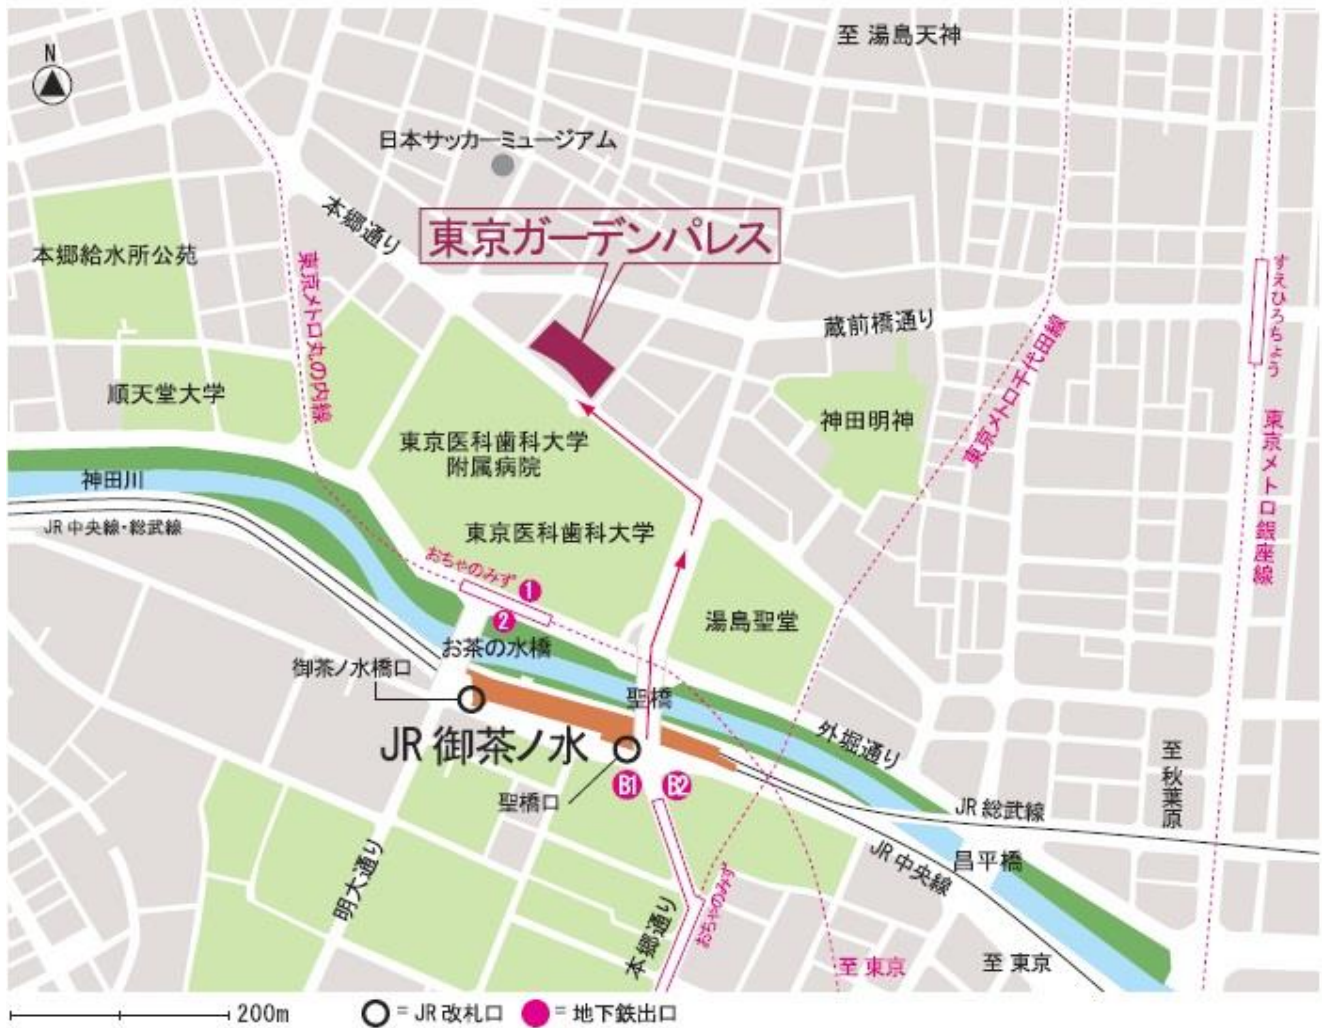 至 湯島天神
N
日本サッカーミュージアム
本郷通り
東京ガーデンパレス
本郷給水所公苑
東京メトロ丸の内線
すえひろちょう
蔵前橋通り
東京メトロ千代田線
順天堂大学
神田明神
東京医科歯科大学
附属病院
東京メトロ銀座線
神田川
JR 中央線・総武線
東京医科歯科大学
おちゃのみず
1
2
湯島聖堂
お茶の水橋
御茶ノ水橋口
聖橋
外堀通り
JR 御茶ノ水
至 秋葉原
B1
B2
聖橋口
JR 総武線
JR 中央線
昌平橋
明大通り
おちゃのみず
本郷通り
至 東京
至 東京
200m
= JR 改札口
= 地下鉄出口